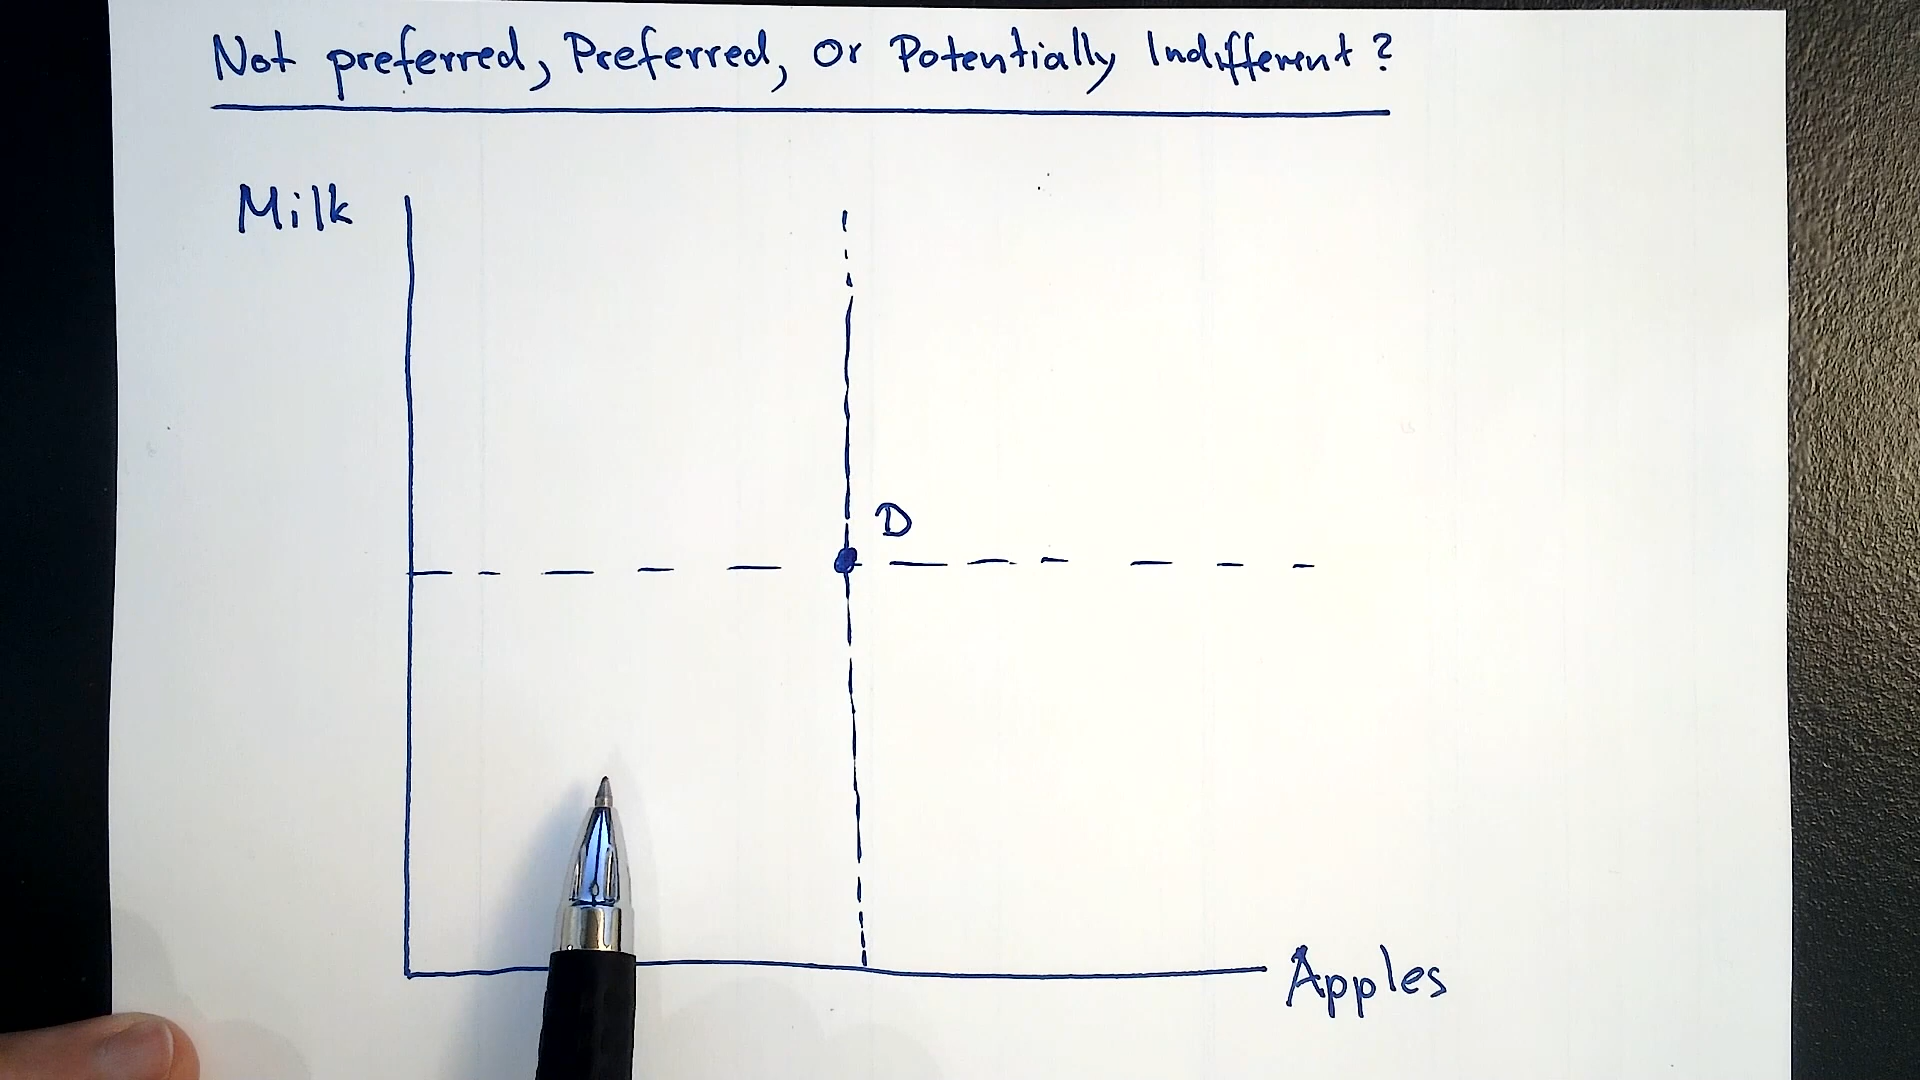 Not preferred, Preferred, or Potentially Indifferent?
Milk
D
Apples